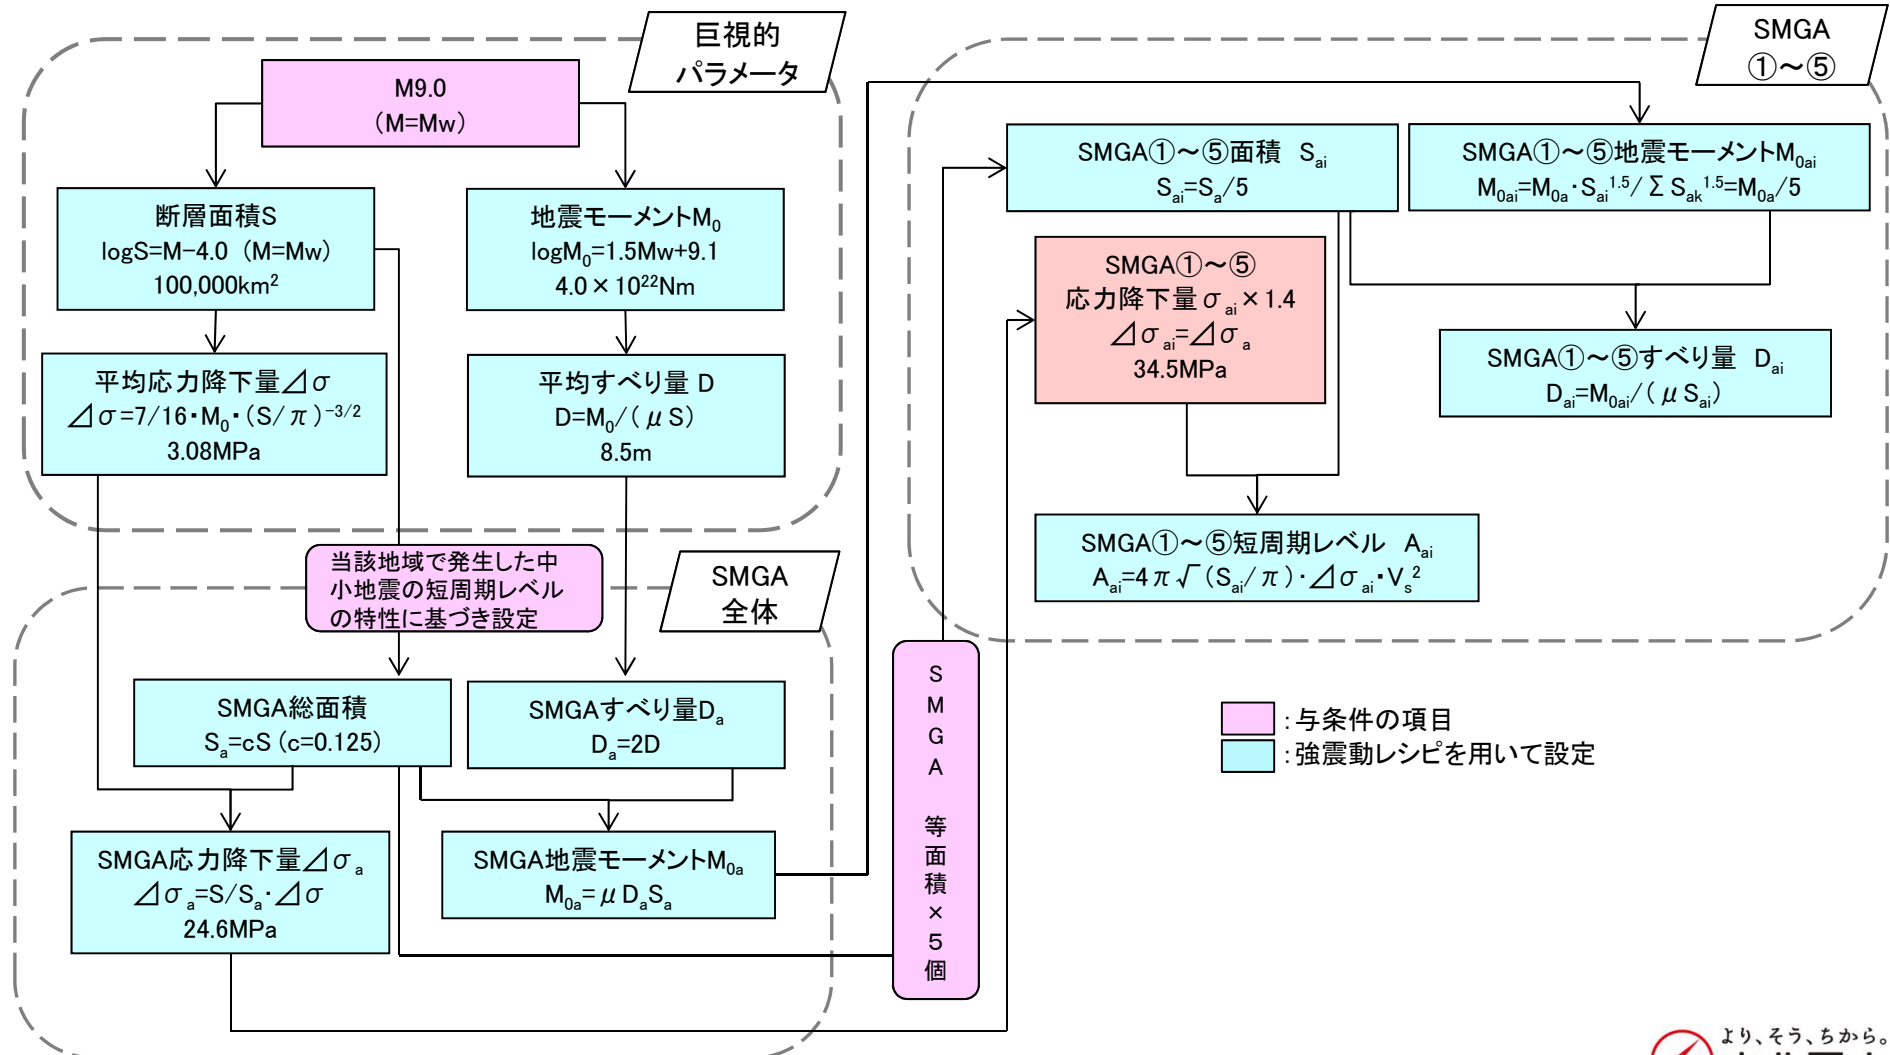 巨視的
パラメータ
M9.0
(M=Mw)
断層面積S
logS=M-4.0 (M=Mw)
100,000km²
地震モーメントM₀
logM₀=1.5Mw+9.1
4.0×10²²Nm
平均応力降下量⊿σ
⊿σ=7/16・M₀・(S/π)⁻³/²
3.08MPa
平均すべり量 D
D=M₀/(μS)
8.5m
当該地域で発生した中
小地震の短周期レベル
の特性に基づき設定
SMGA
全体
SMGA総面積
Sₐ=cS (c=0.125)
SMGAすべり量Dₐ
Dₐ=2D
SMGA応力降下量⊿σₐ
⊿σₐ=S/Sₐ・⊿σ
24.6MPa
SMGA地震モーメントM₀ₐ
M₀ₐ=μDₐSₐ
SMGA 等面積×5個
SMGA
①~⑤
SMGA①~⑤面積 Sₐᵢ
Sₐᵢ=Sₐ/5
SMGA①~⑤地震モーメントM₀ₐᵢ
M₀ₐᵢ=M₀ₐ・Sₐᵢ¹·⁵/ΣSₐₖ¹·⁵=M₀ₐ/5
SMGA①~⑤
応力降下量σₐᵢ×1.4
⊿σₐᵢ=⊿σₐ
34.5MPa
SMGA①~⑤すべり量 Dₐᵢ
Dₐᵢ=M₀ₐᵢ/(μSₐᵢ)
SMGA①~⑤短周期レベル Aₐᵢ
Aₐᵢ=4π√(Sₐᵢ/π)・⊿σₐᵢ・Vₛ²
:与条件の項目
:強震動レシピを用いて設定
より、そう、ちから。